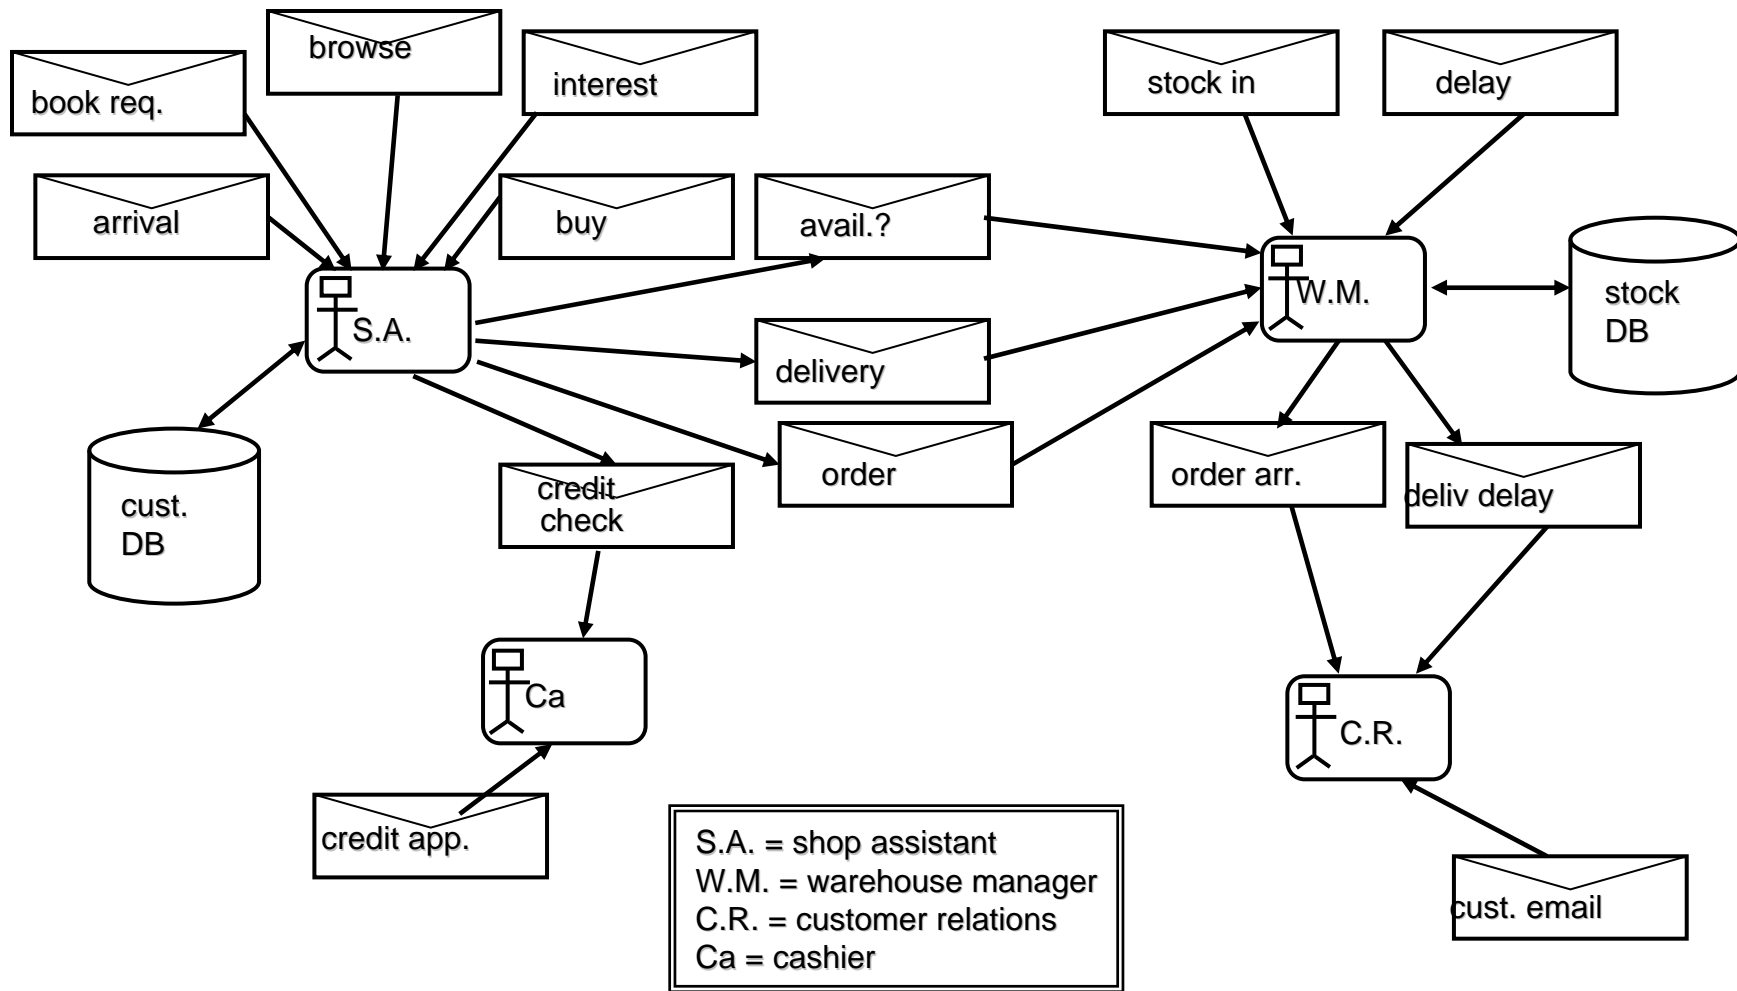 browse
book req.
interest
stock in
delay
arrival
buy
avail.?
W.M.
stock
DB
S.A.
delivery
order
order arr.
deliv delay
credit
check
cust.
DB
Ca
C.R.
credit app.
S.A. = shop assistant
W.M. = warehouse manager
C.R. = customer relations
Ca = cashier
cust. email